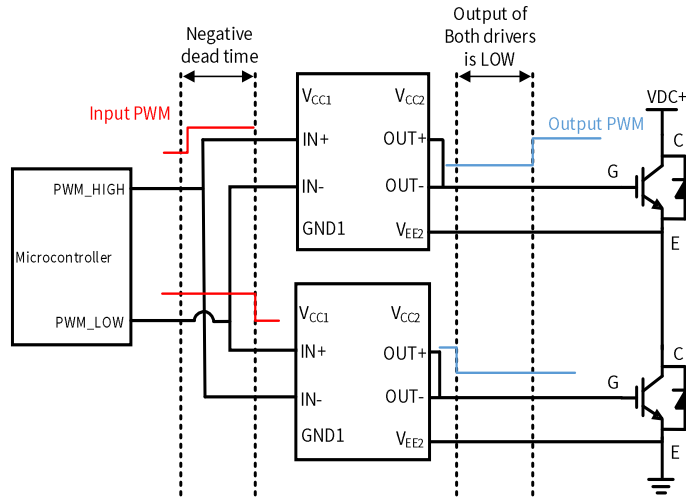 Negative
dead time
Output of
Both drivers
is LOW
Input PWM
Output PWM
VDC+
VCC1
VCC2
IN+
OUT+
IN-
OUT-
GND1
VEE2
G
C
E
PWM_HIGH
Microcontroller
PWM_LOW
VCC1
VCC2
IN+
OUT+
IN-
OUT-
GND1
VEE2
G
C
E